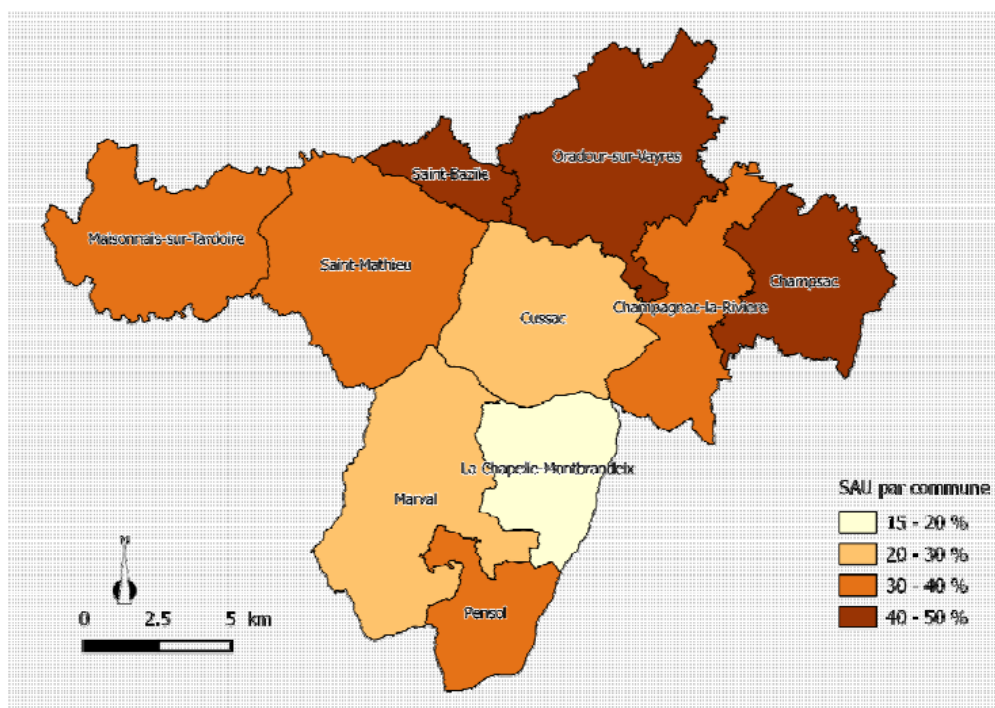 Oradour-sur-Vayres
Saint-Bazile
Maisonnais-sur-Tardoire
Saint-Mathieu
Champsac
Champagnac-la-Riviere
Cussac
La Chapelle-Montbrandeix
Marval
Pensol
SAU par commune
15 - 20 %
20 - 30 %
30 - 40 %
40 - 50 %
N
0 2.5 5 km